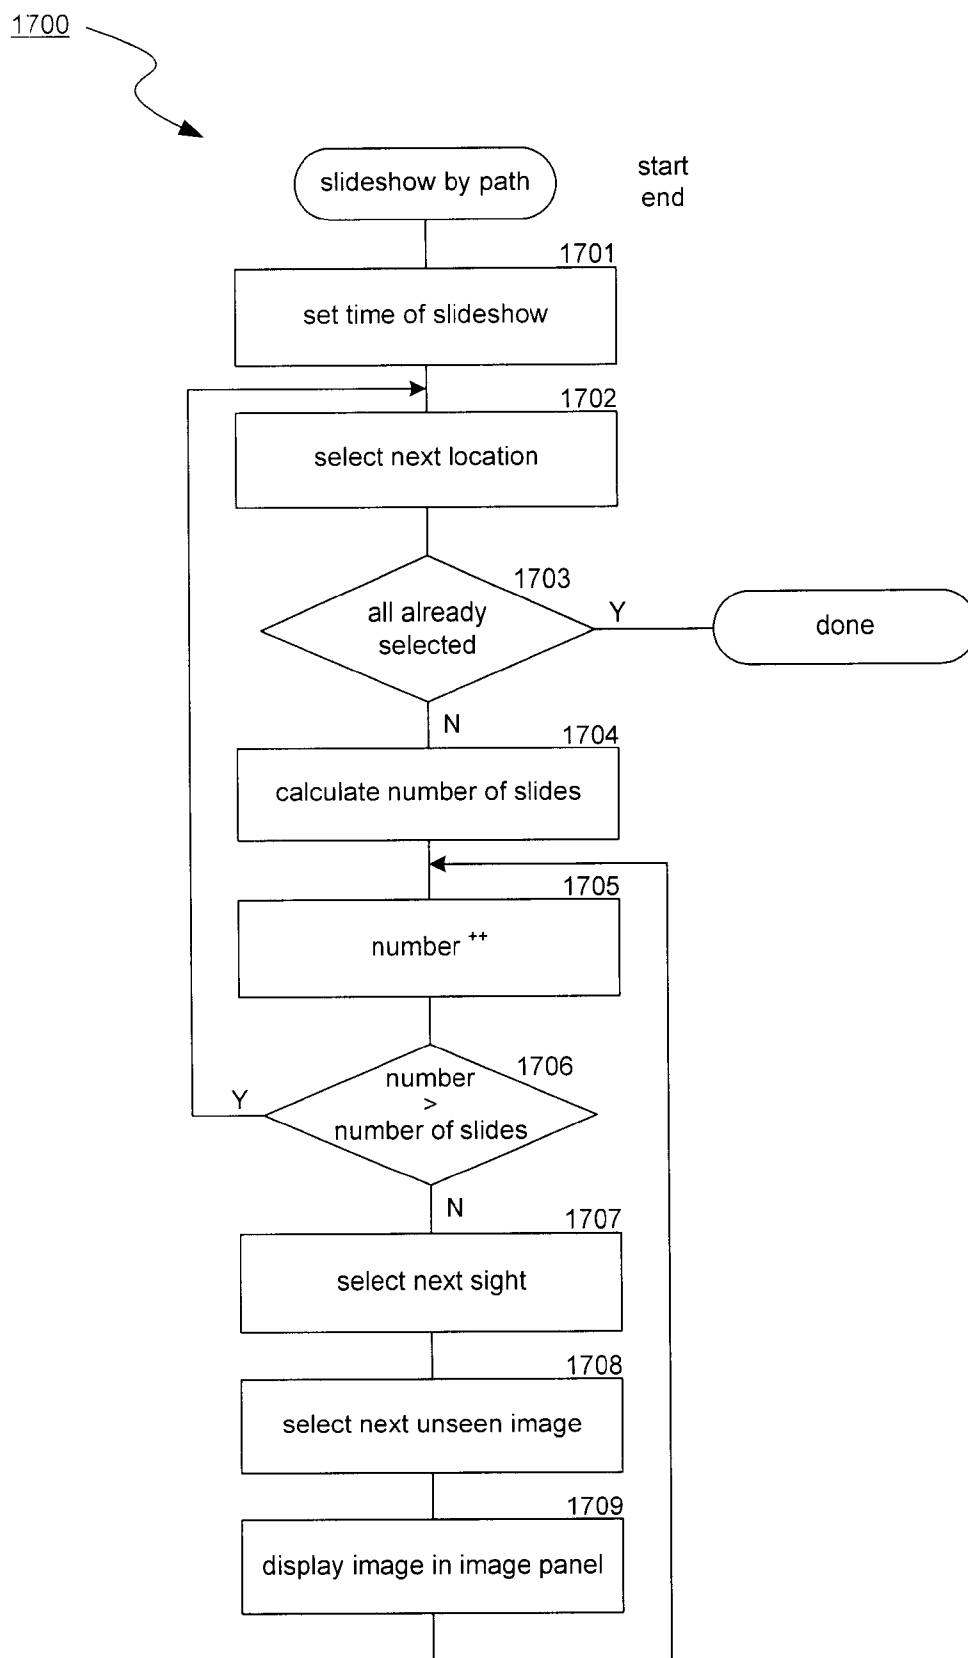 1700
slideshow by path
start
end
1701
set time of slideshow
1702
select next location
1703
all already
selected
Y
done
N
1704
calculate number of slides
1705
number ++
1706
number
>
number of slides
Y
N
1707
select next sight
1708
select next unseen image
1709
display image in image panel